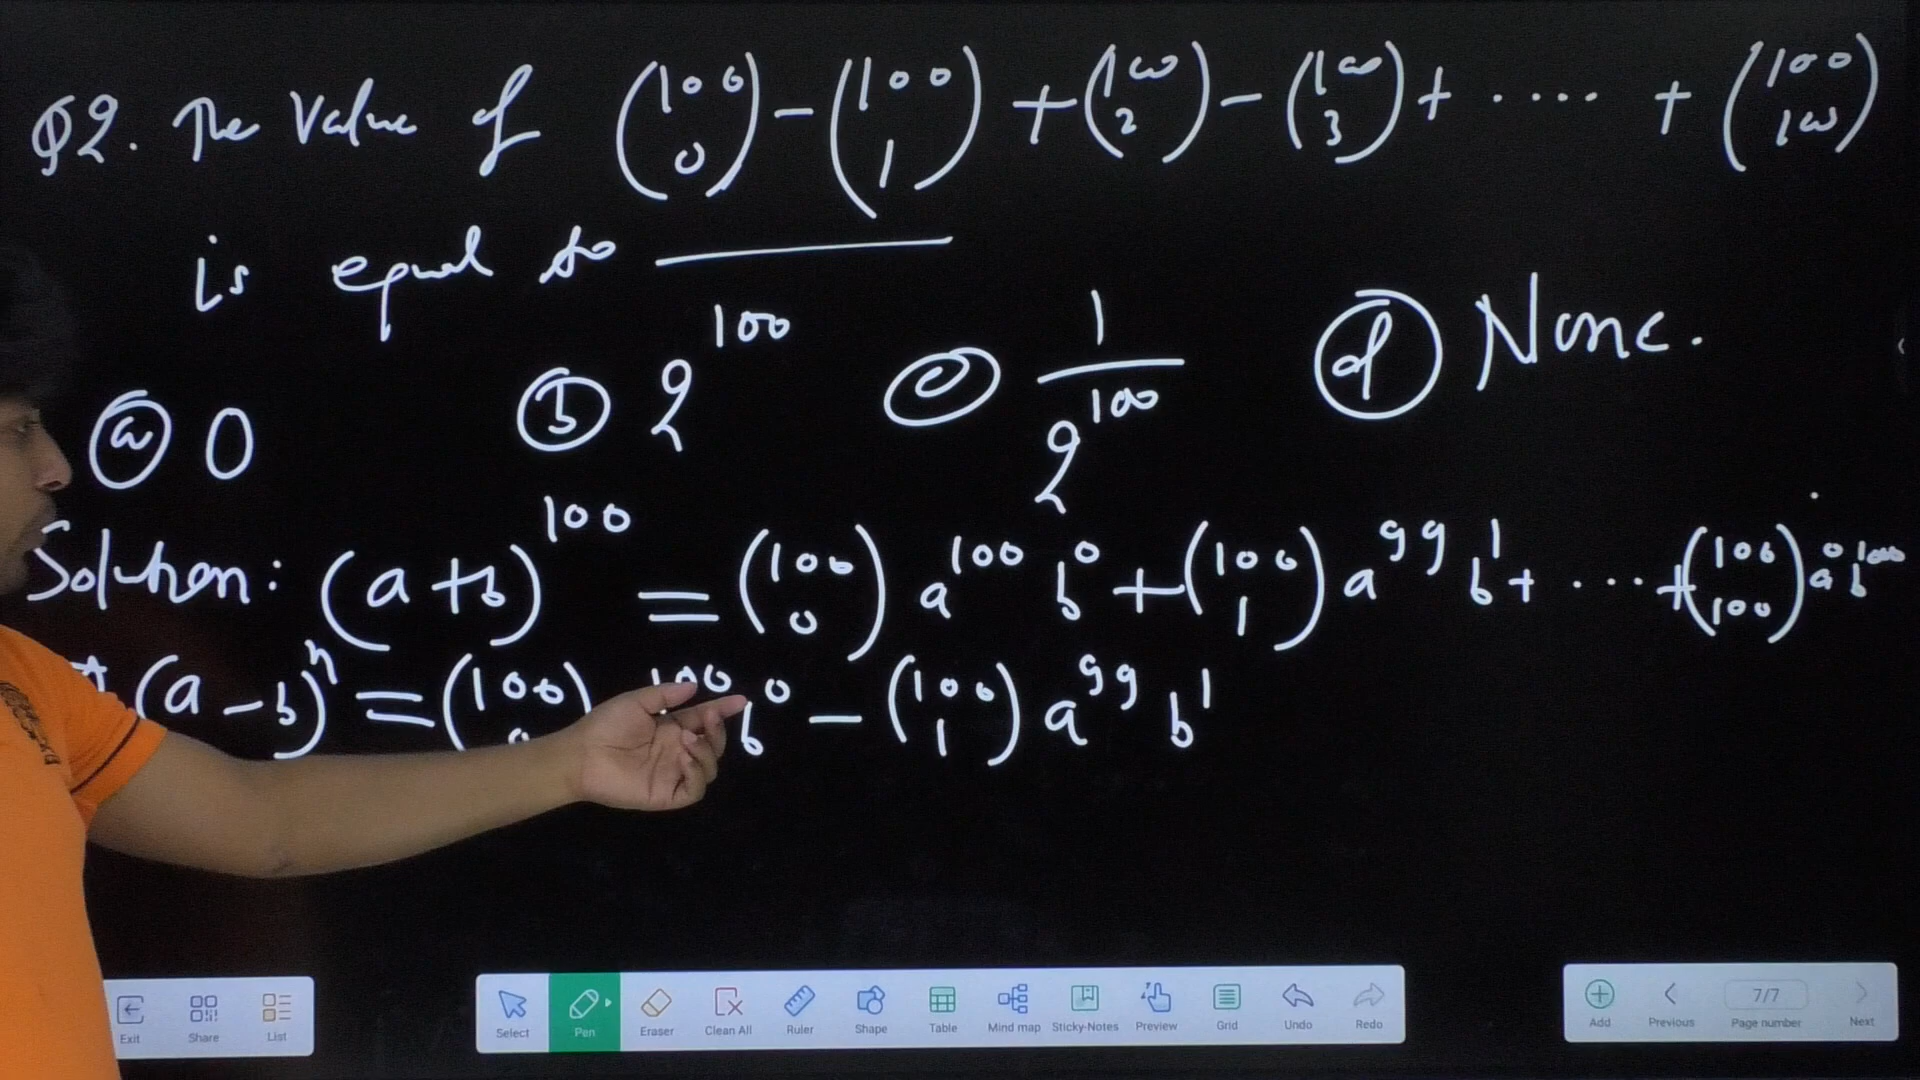 Q2. The Value of (100 0) - (100 1) + (100 2) - (100 3) + ..... + (100 100)
is equal to ______
(a) 0 (b) 2^100 (c) 1/2^100 (d) None.
Solution: (a+b)^100 = (100 0) a^100 b^0 + (100 1) a^99 b^1 + .... + (100 100) a^0 b^100
(a-b)^n = (100 100 b^0 - (100 1) a^99 b^1
Exit Share List Select Pen Eraser Clean All Ruler Shape Table Mind map Sticky-Notes Preview Grid Undo Redo Add Previous 7/7 Page number Next